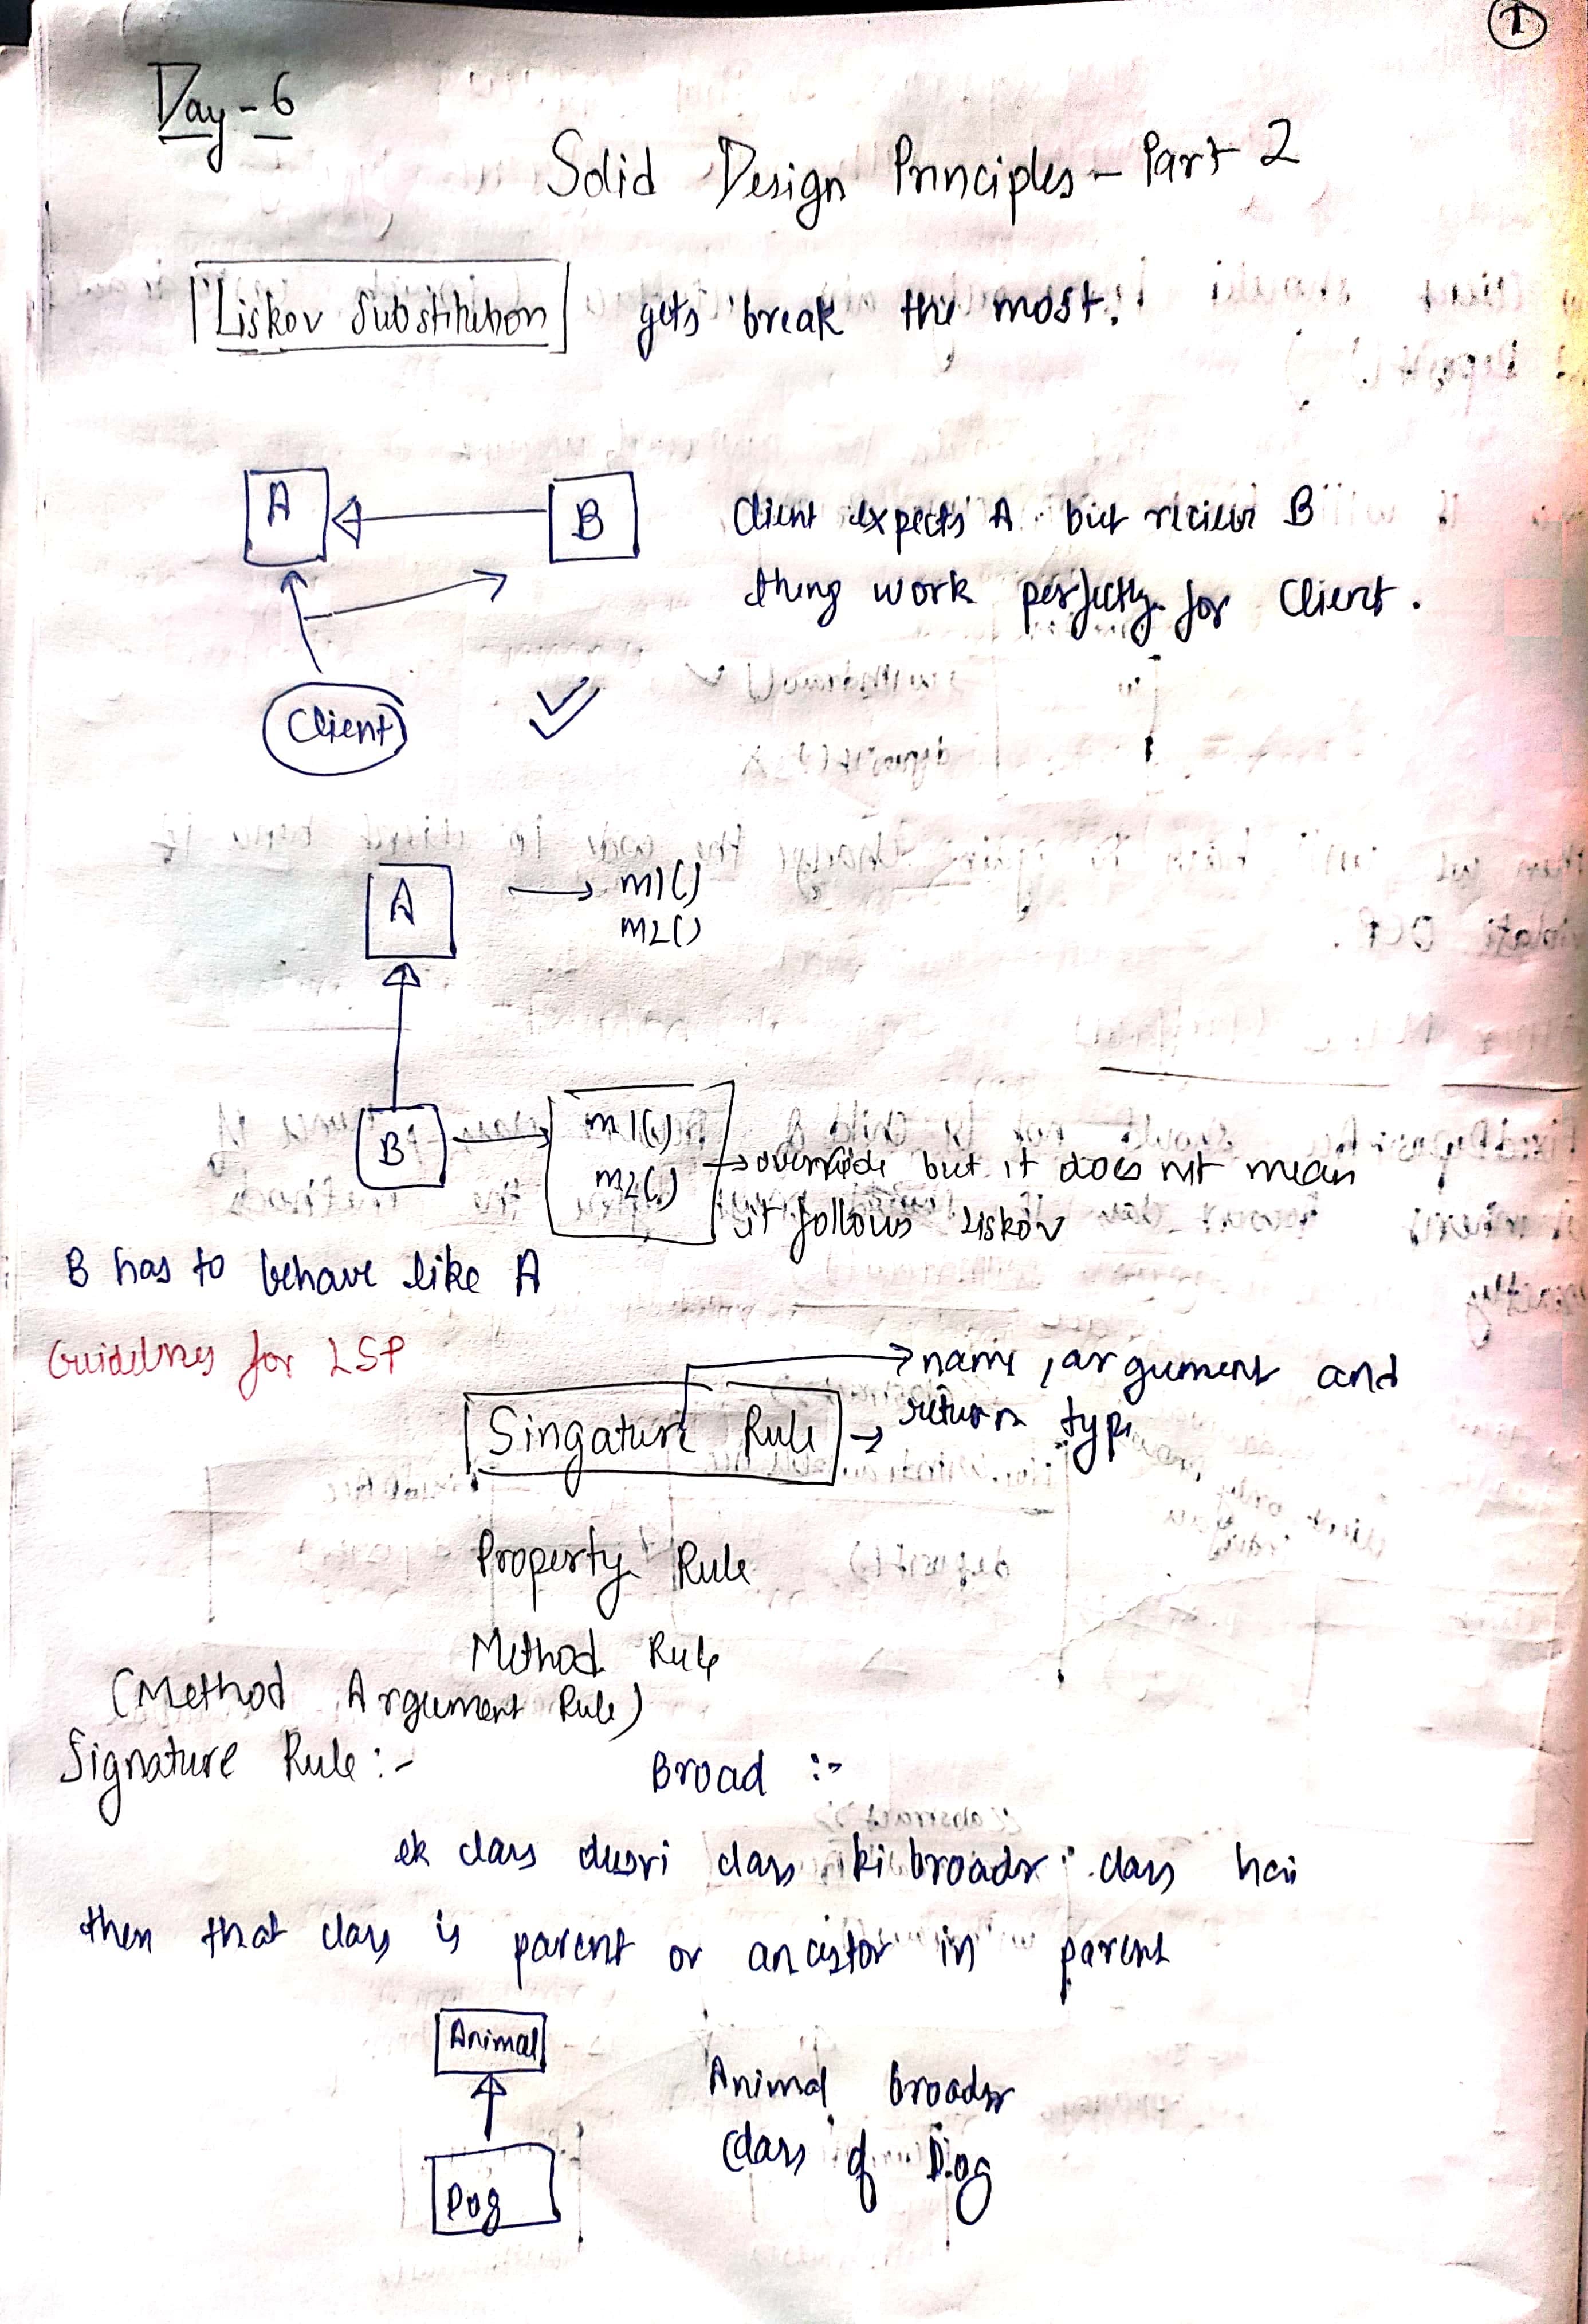 1
Day-6
Solid Design Principles - Part 2
Liskov Substitution gets break the most.
A
B
Client expects A but reciew B
thing work perfectly for Client.
Client
A
m1()
m2()
B
m1()
m2()
override but it does not mean
it follows Liskov
B has to behave like A
Guidelines for LSP
name, argument and
return type
Singature Rule
Property Rule
Method Rule
(Method Argument Rule)
Signature Rule :-
Broad :-
ek class dusri class ki broader class hai
then that class is parent or ancestor in parent
Animal
Dog
Animal broader
class of Dog